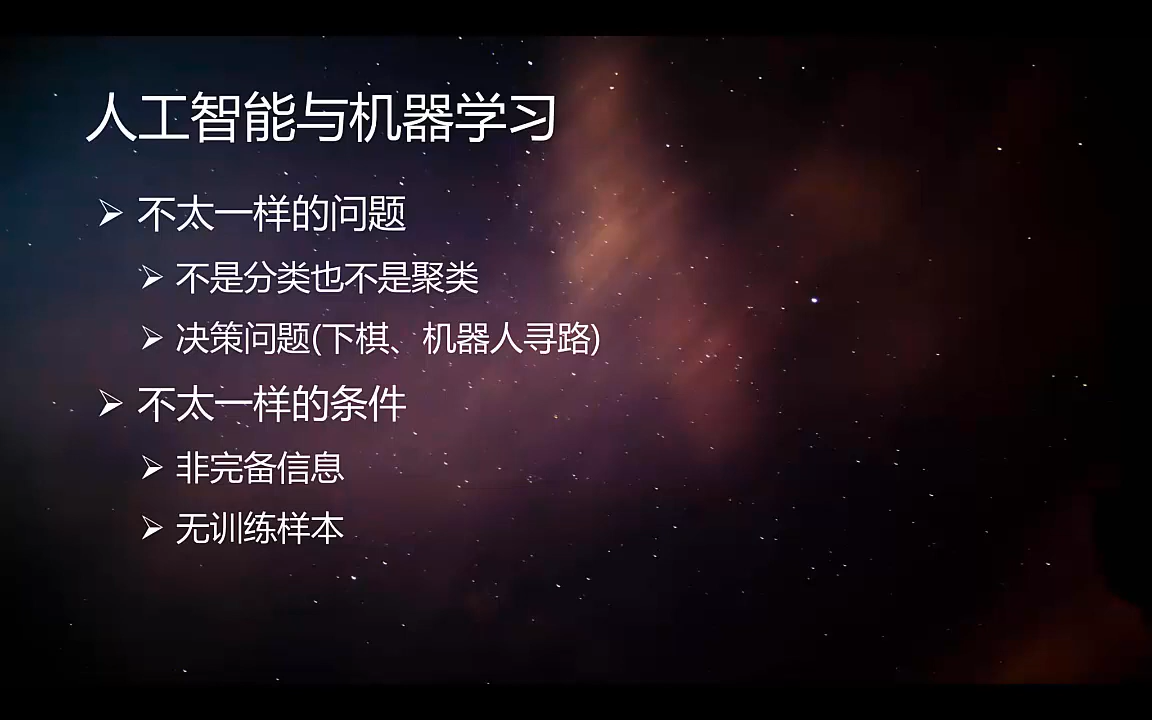 人工智能与机器学习
➢ 不太一样的问题
➢ 不是分类也不是聚类
➢ 决策问题(下棋、机器人寻路)
➢ 不太一样的条件
➢ 非完备信息
➢ 无训练样本